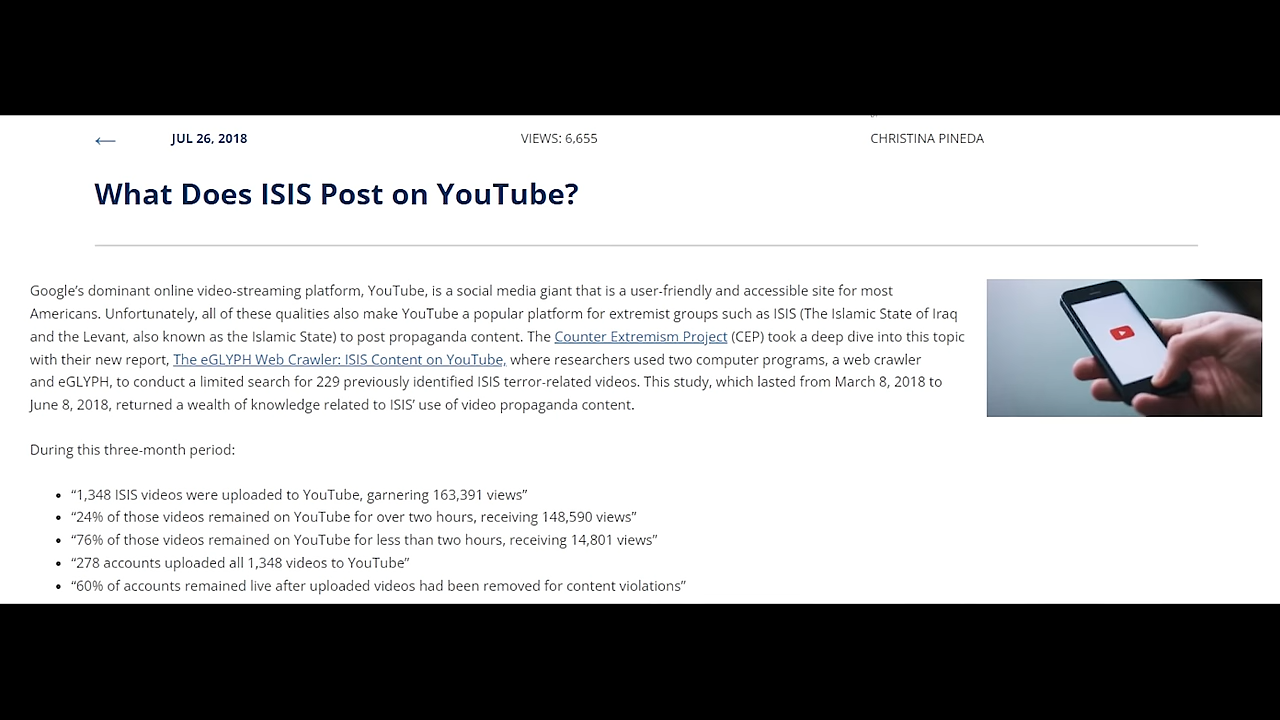 ← JUL 26, 2018 VIEWS: 6,655 CHRISTINA PINEDA
What Does ISIS Post on YouTube?
Google’s dominant online video-streaming platform, YouTube, is a social media giant that is a user-friendly and accessible site for most
Americans. Unfortunately, all of these qualities also make YouTube a popular platform for extremist groups such as ISIS (The Islamic State of Iraq
and the Levant, also known as the Islamic State) to post propaganda content. The Counter Extremism Project (CEP) took a deep dive into this topic
with their new report, The eGLYPH Web Crawler: ISIS Content on YouTube, where researchers used two computer programs, a web crawler
and eGLYPH, to conduct a limited search for 229 previously identified ISIS terror-related videos. This study, which lasted from March 8, 2018 to
June 8, 2018, returned a wealth of knowledge related to ISIS’ use of video propaganda content.
During this three-month period:
• “1,348 ISIS videos were uploaded to YouTube, garnering 163,391 views”
• “24% of those videos remained on YouTube for over two hours, receiving 148,590 views”
• “76% of those videos remained on YouTube for less than two hours, receiving 14,801 views”
• “278 accounts uploaded all 1,348 videos to YouTube”
• “60% of accounts remained live after uploaded videos had been removed for content violations”